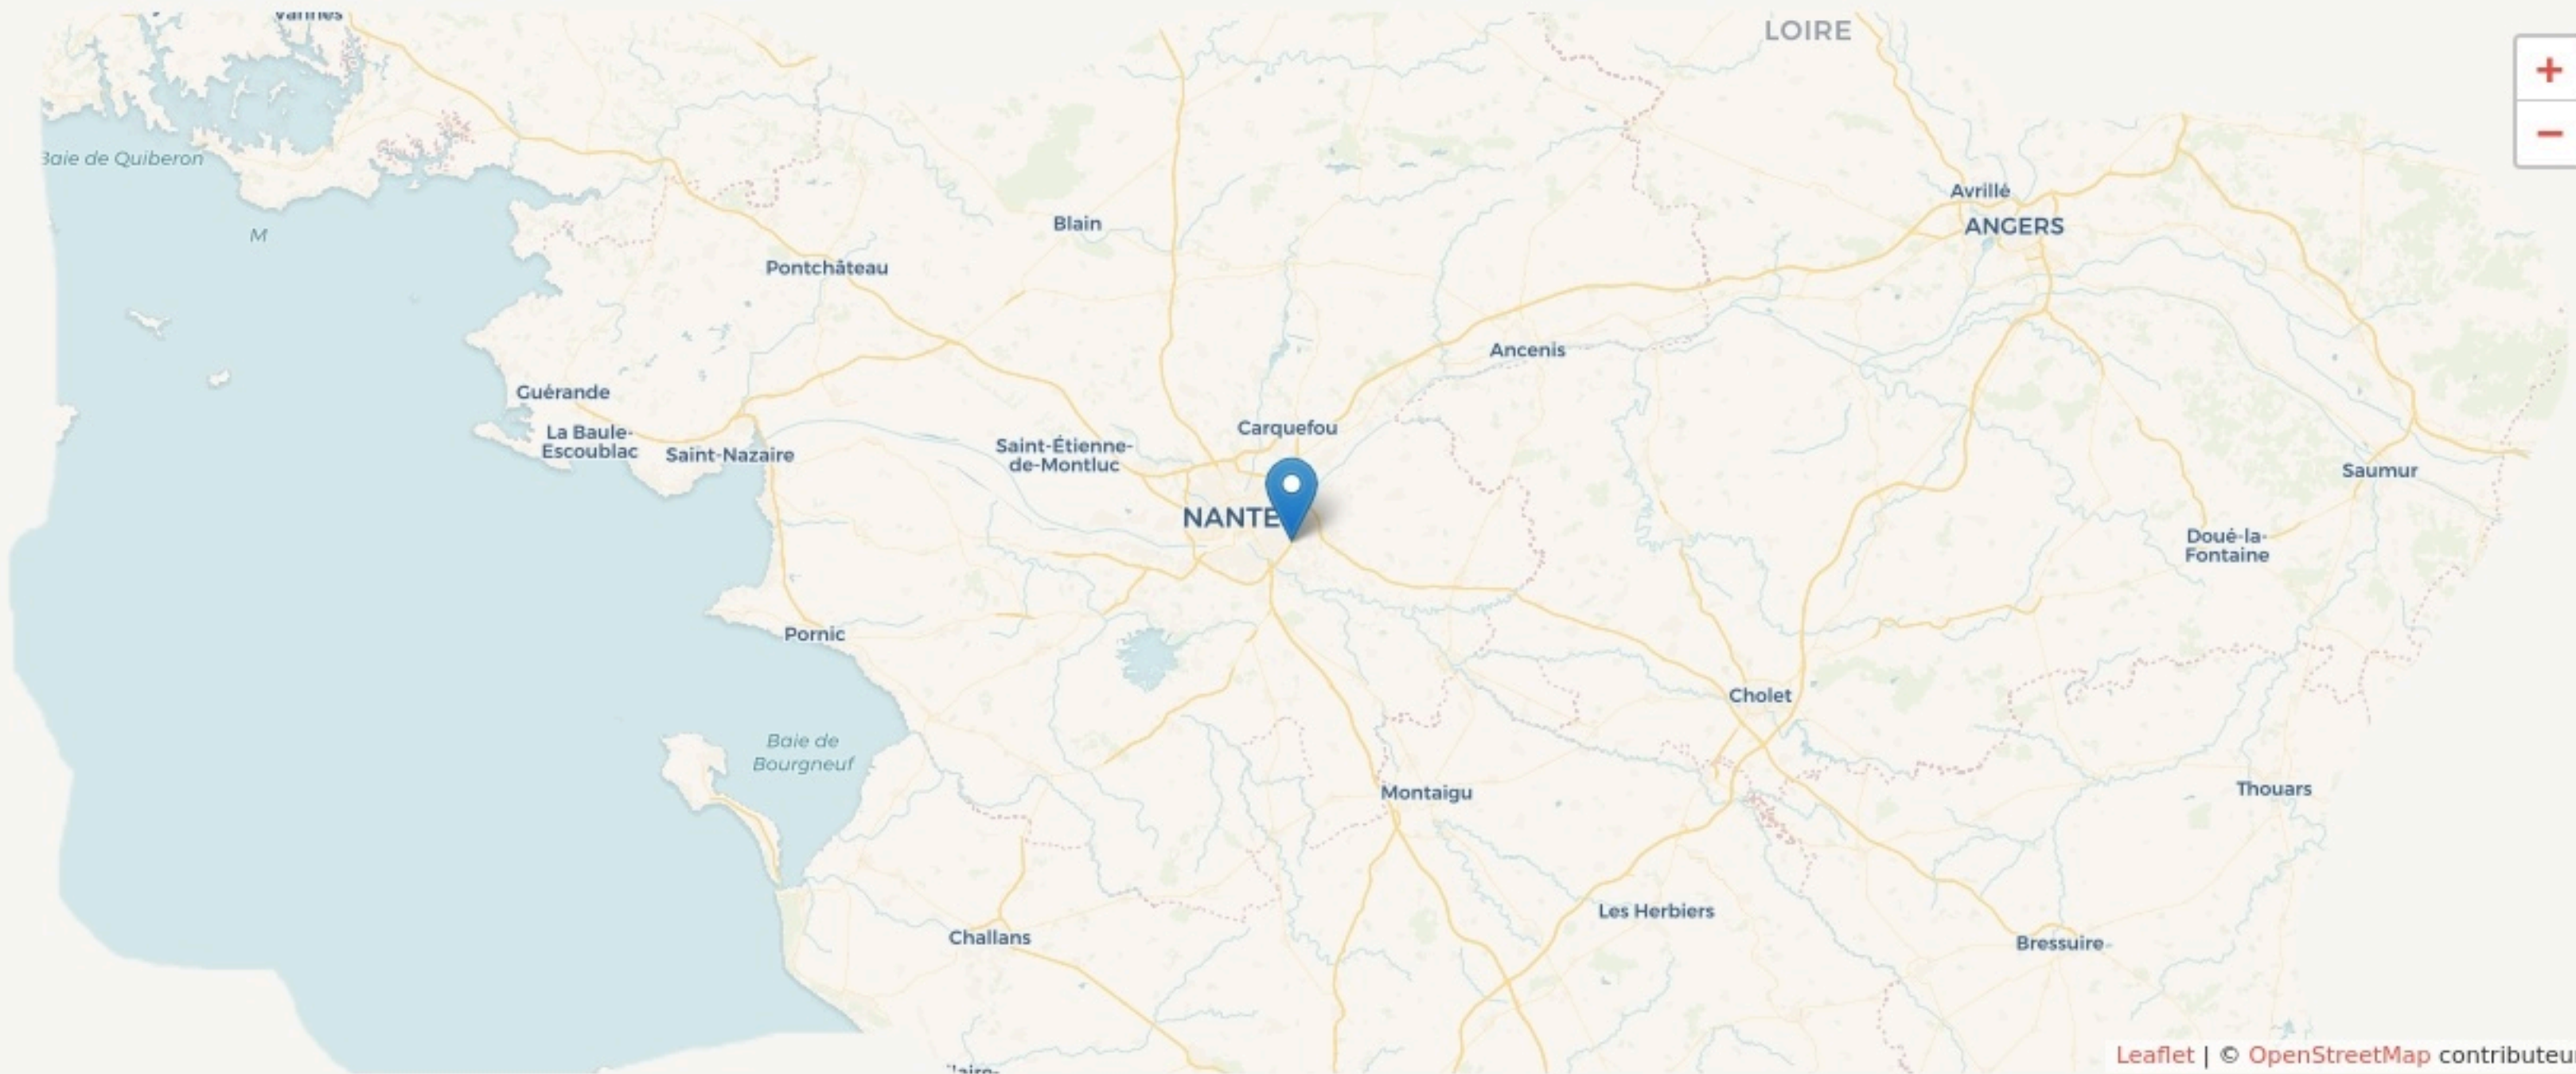 Vannes
LOIRE
+
−
Baie de Quiberon
M
Avrillé
ANGERS
Blain
Pontchâteau
Ancenis
Guérande
La Baule-
Escoublac
Saint-Nazaire
Carquefou
Saint-Étienne-
de-Montluc
NANTE
Saumur
Doué-la-
Fontaine
Pornic
Cholet
Baie de
Bourgneuf
Montaigu
Thouars
Les Herbiers
Challans
Bressuire
Leaflet | © OpenStreetMap contributeu